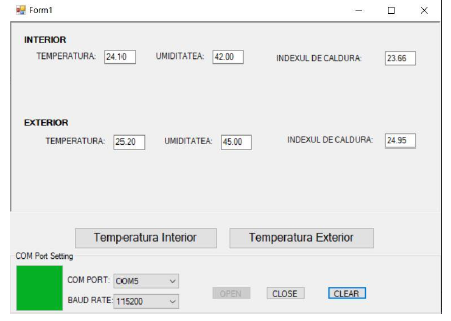 Form1
INTERIOR
TEMPERATURA: 24.10 UMIDITATEA: 42.00 INDEXUL DE CALDURA: 23.66
EXTERIOR
TEMPERATURA: 25.20 UMIDITATEA: 45.00 INDEXUL DE CALDURA: 24.95
Temperatura Interior Temperatura Exterior
COM Port Setting
COM PORT: COM5
OPEN CLOSE CLEAR
BAUD RATE: 115200